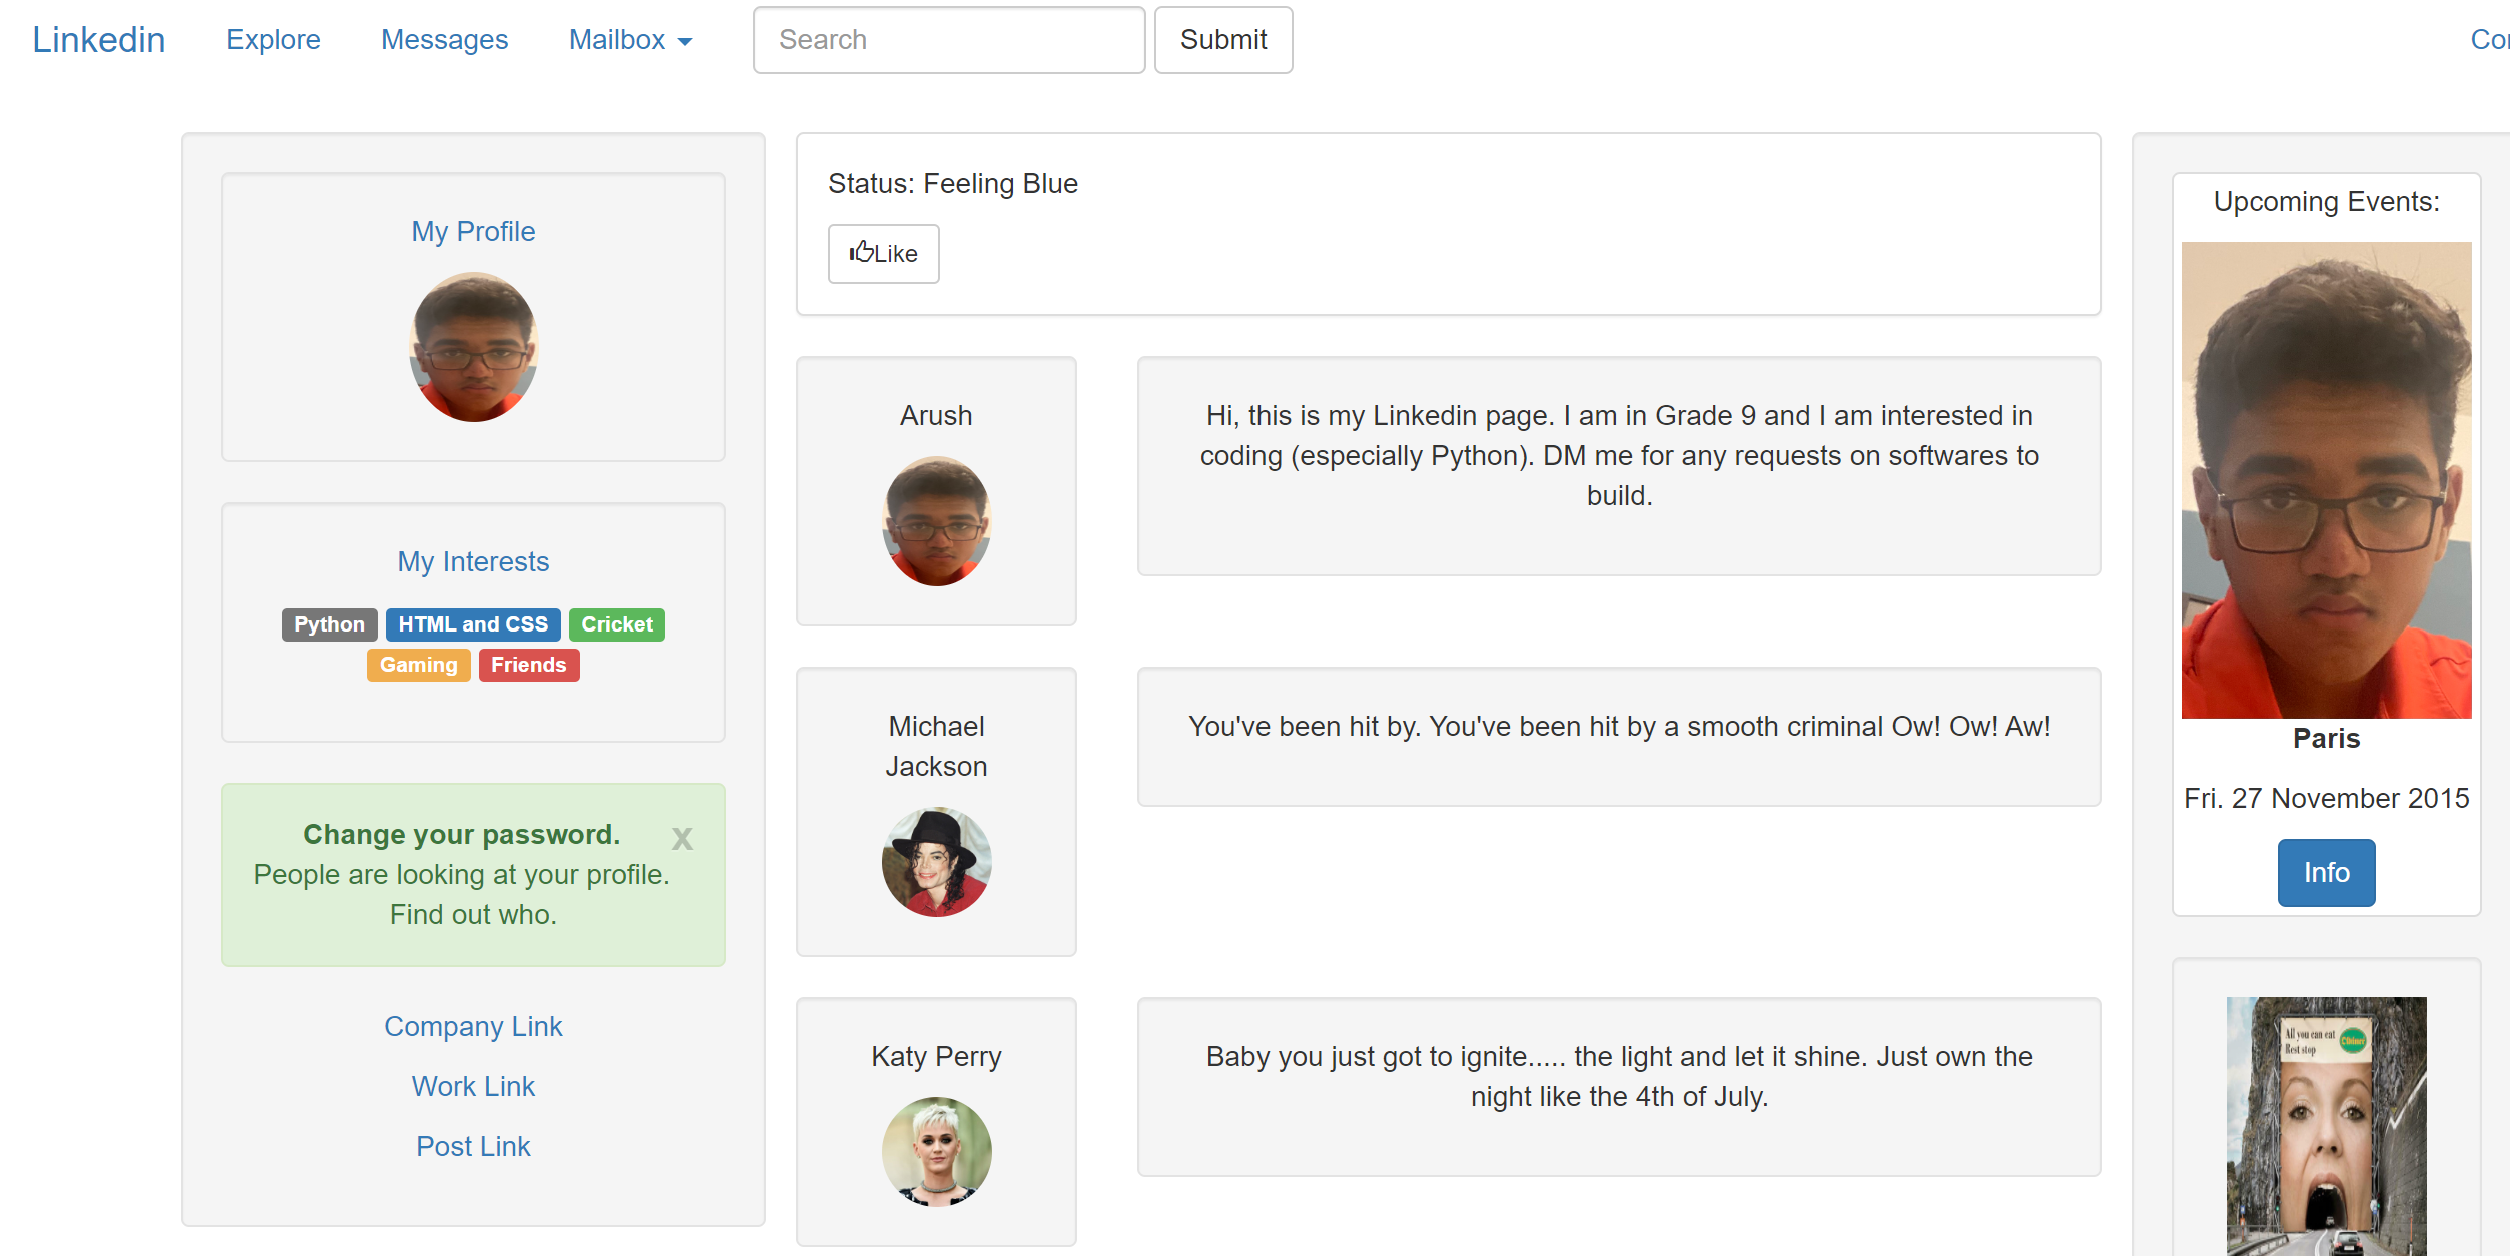 Linkedin
Explore
Messages
Mailbox
Search
Submit
My Profile
My Interests
Python HTML and CSS Cricket
Gaming Friends
Change your password. x
People are looking at your profile.
Find out who.
Company Link
Work Link
Post Link
Status: Feeling Blue
Like
Arush
Hi, this is my Linkedin page. I am in Grade 9 and I am interested in
coding (especially Python). DM me for any requests on softwares to
build.
Michael
Jackson
You've been hit by. You've been hit by a smooth criminal Ow! Ow! Aw!
Katy Perry
Baby you just got to ignite..... the light and let it shine. Just own the
night like the 4th of July.
Upcoming Events:
Paris
Fri. 27 November 2015
Info
All you can eat
Rest stop